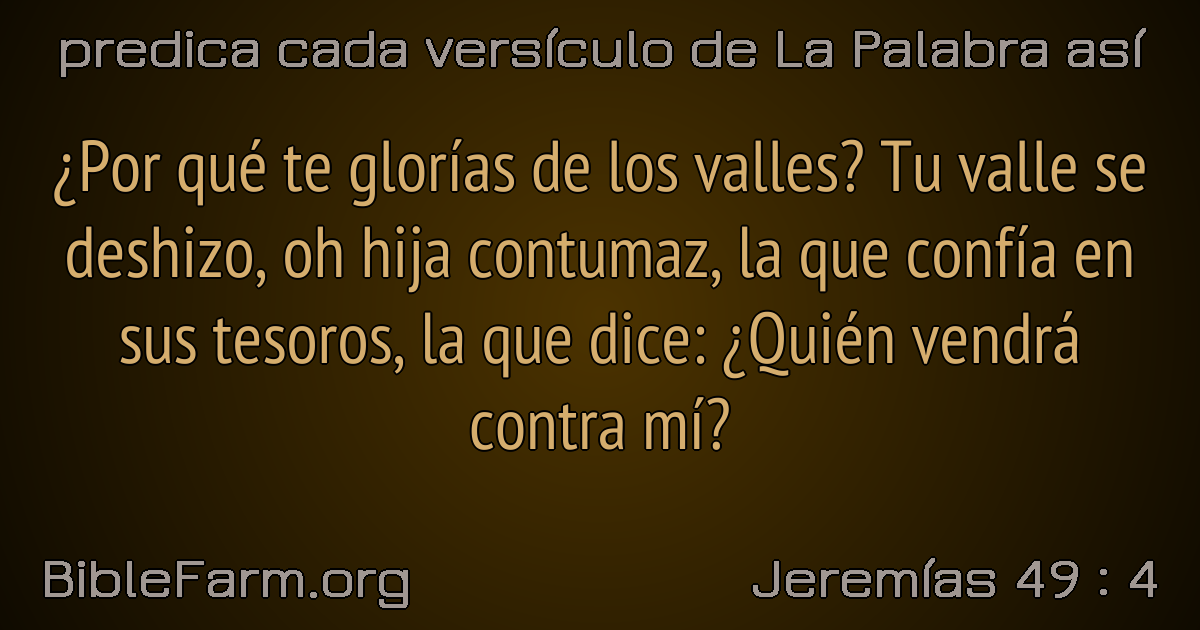 predica cada versículo de La Palabra así
¿Por qué te glorías de los valles? Tu valle se
deshizo, oh hija contumaz, la que confía en
sus tesoros, la que dice: ¿Quién vendrá
contra mí?
BibleFarm.org
Jeremías 49 : 4